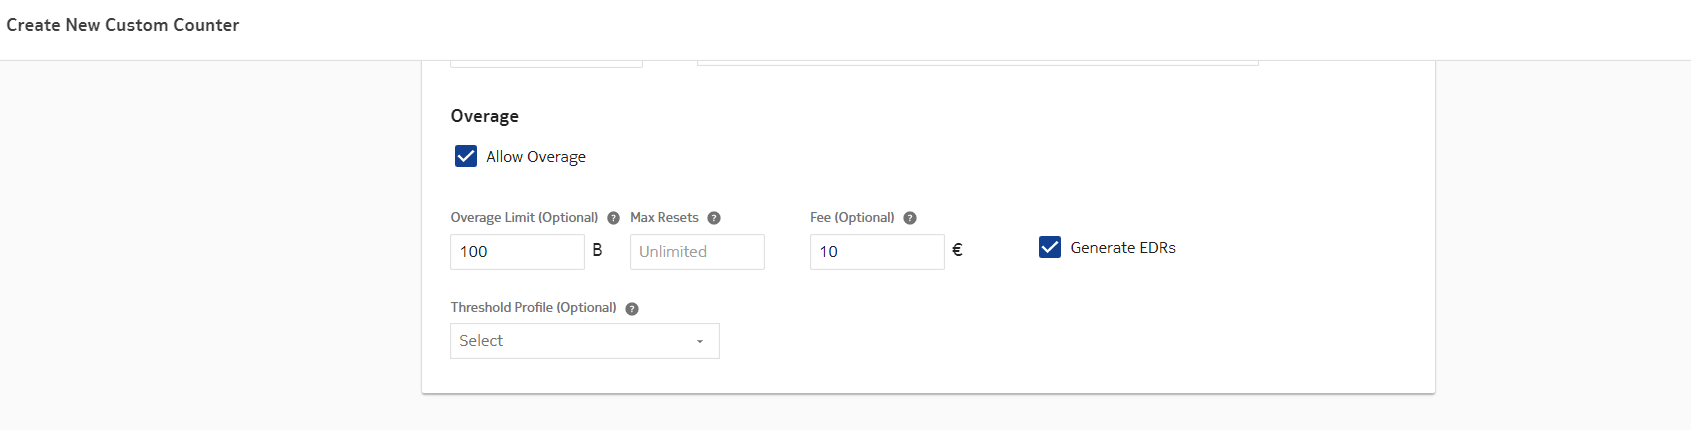 Create New Custom Counter
Overage
Allow Overage
Overage Limit (Optional) ? Max Resets ? Fee (Optional) ?
100 B Unlimited 10 € Generate EDRs
Threshold Profile (Optional) ?
Select